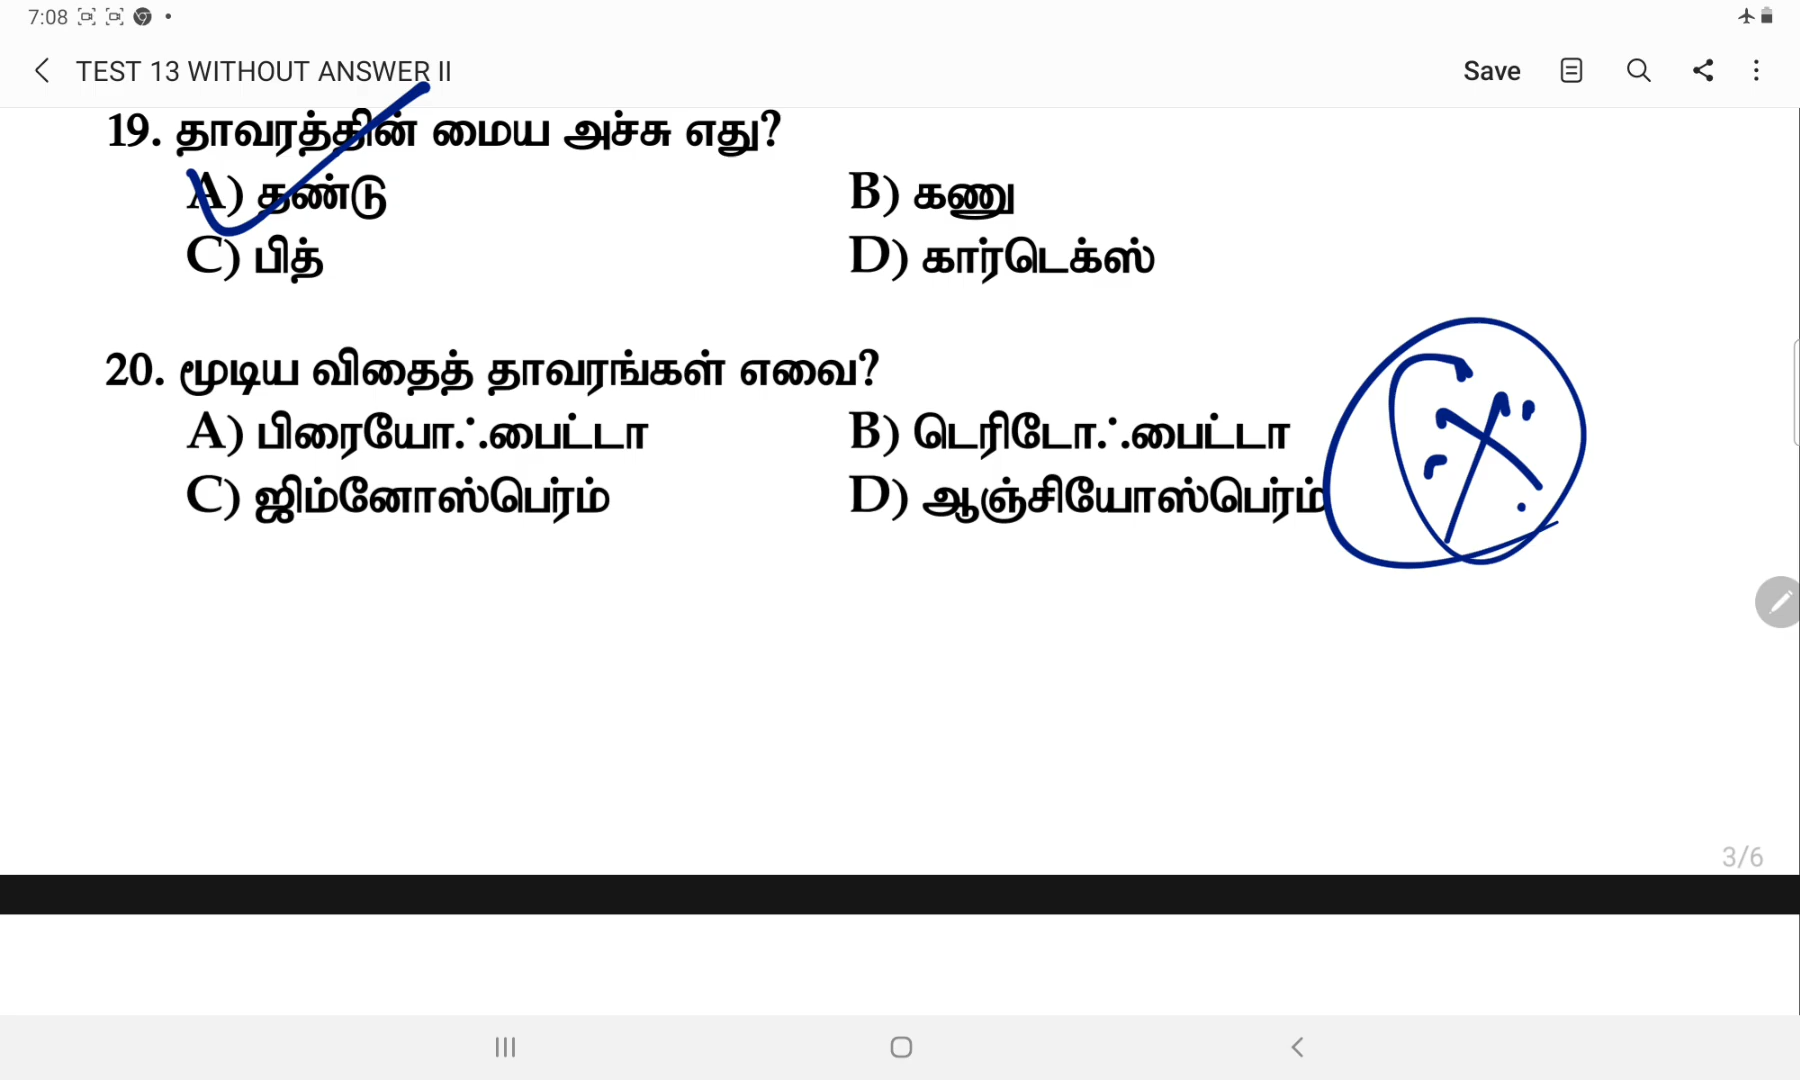 7:08
TEST 13 WITHOUT ANSWER II
Save
19. தாவரத்தின் மைய அச்சு எது?
A) தண்டு
B) கணு
C) பித்
D) கார்டெக்ஸ்
20. மூடிய விதைத் தாவரங்கள் எவை?
A) பிரையோஃபைட்டா
B) டெரிடோஃபைட்டா
C) ஜிம்னோஸ்பெர்ம்
D) ஆஞ்சியோஸ்பெர்ம்
3/6